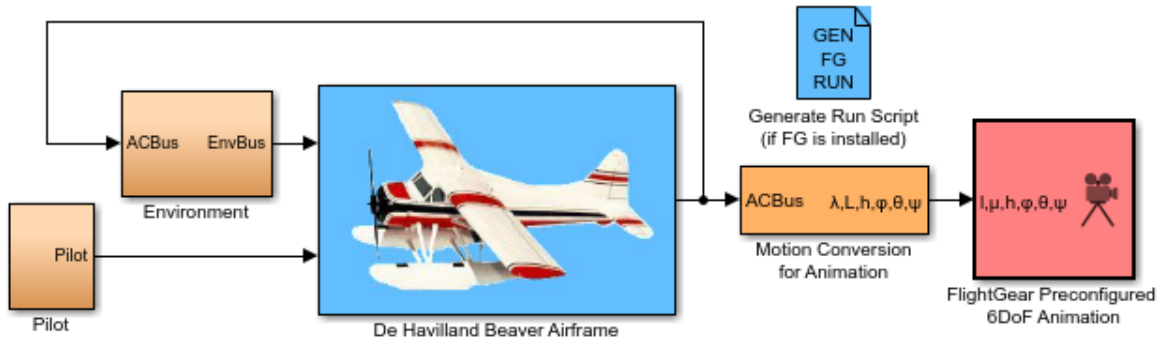 GEN
FG
RUN
Generate Run Script
(if FG is installed)
ACBus EnvBus
Environment
Pilot
Pilot
De Havilland Beaver Airframe
ACBus λ,L,h,φ,θ,ψ
Motion Conversion
for Animation
l,μ,h,φ,θ,ψ
FlightGear Preconfigured
6DoF Animation